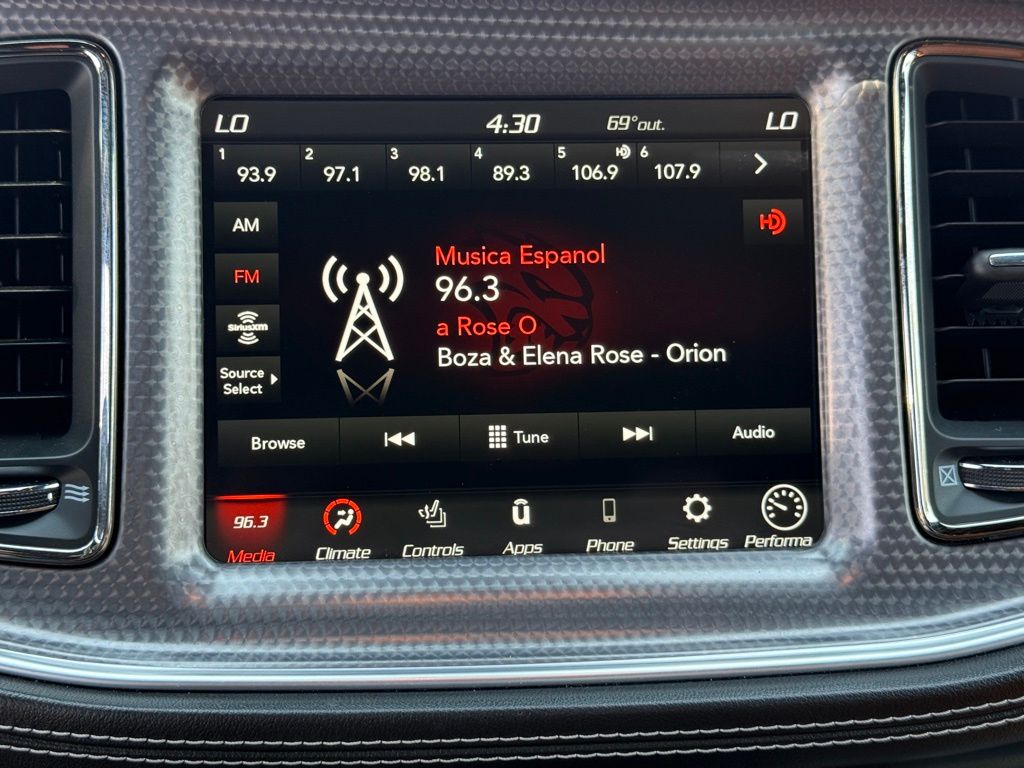 LO 4:30 69°out. LO
1 2 3 4 5 HD 6
93.9 97.1 98.1 89.3 106.9 107.9
AM
HD
FM
SiriusXM
Source
Select
Musica Espanol
96.3
a Rose O
Boza & Elena Rose - Orion
Browse Tune Audio
96.3
Media Climate Controls Apps Phone Settings Performa